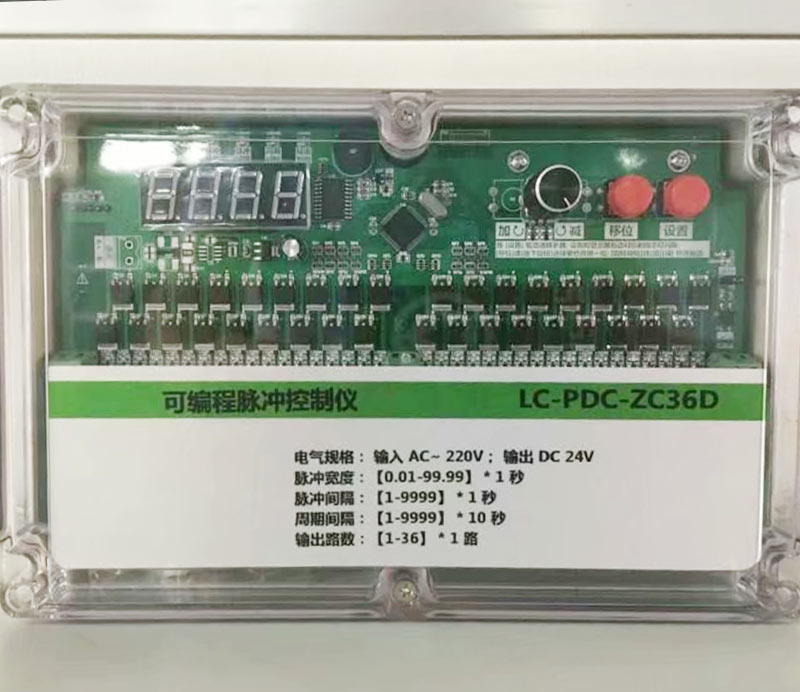 加 减 移位 设置
可编程脉冲控制仪 LC-PDC-ZC36D
电气规格：输入 AC~ 220V；输出 DC 24V
脉冲宽度：【0.01-99.99】* 1 秒
脉冲间隔：【1-9999】* 1 秒
周期间隔：【1-9999】* 10 秒
输出路数：【1-36】* 1 路